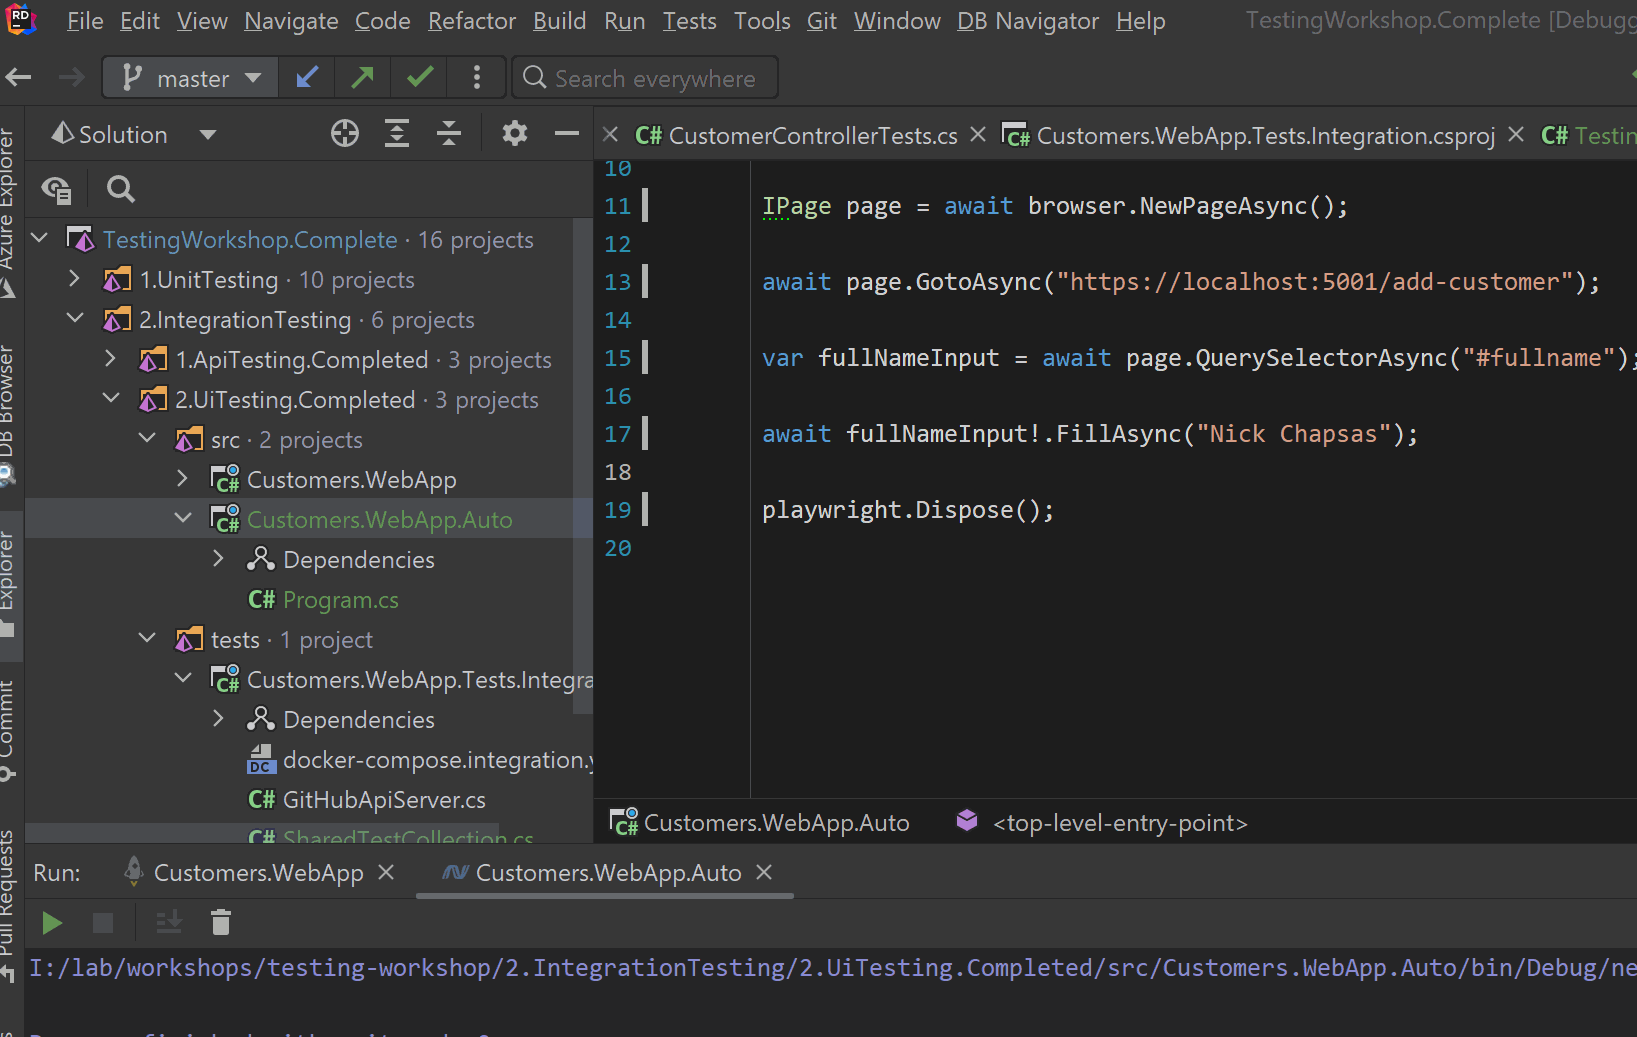 RD
File Edit View Navigate Code Refactor Build Run Tests Tools Git Window DB Navigator Help TestingWorkshop.Complete
master Search everywhere
Azure Explorer
DB Browser
Explorer
Commit
Pull Requests
Solution
CustomerControllerTests.cs
Customers.WebApp.Tests.Integration.csproj
TestingWorkshop.Complete · 16 projects
1.UnitTesting · 10 projects
2.IntegrationTesting · 6 projects
1.ApiTesting.Completed · 3 projects
2.UiTesting.Completed · 3 projects
src · 2 projects
C# Customers.WebApp
C# Customers.WebApp.Auto
Dependencies
C# Program.cs
tests · 1 project
C# Customers.WebApp.Tests.Integra
Dependencies
DC docker-compose.integration.y
C# GitHubApiServer.cs
C# SharedTestCollection.cs
10
11 IPage page = await browser.NewPageAsync();
12
13 await page.GotoAsync("https://localhost:5001/add-customer");
14
15 var fullNameInput = await page.QuerySelectorAsync("#fullname");
16
17 await fullNameInput!.FillAsync("Nick Chapsas");
18
19 playwright.Dispose();
20
C# Customers.WebApp.Auto <top-level-entry-point>
Run: Customers.WebApp Customers.WebApp.Auto
I:/lab/workshops/testing-workshop/2.IntegrationTesting/2.UiTesting.Completed/src/Customers.WebApp.Auto/bin/Debug/ne